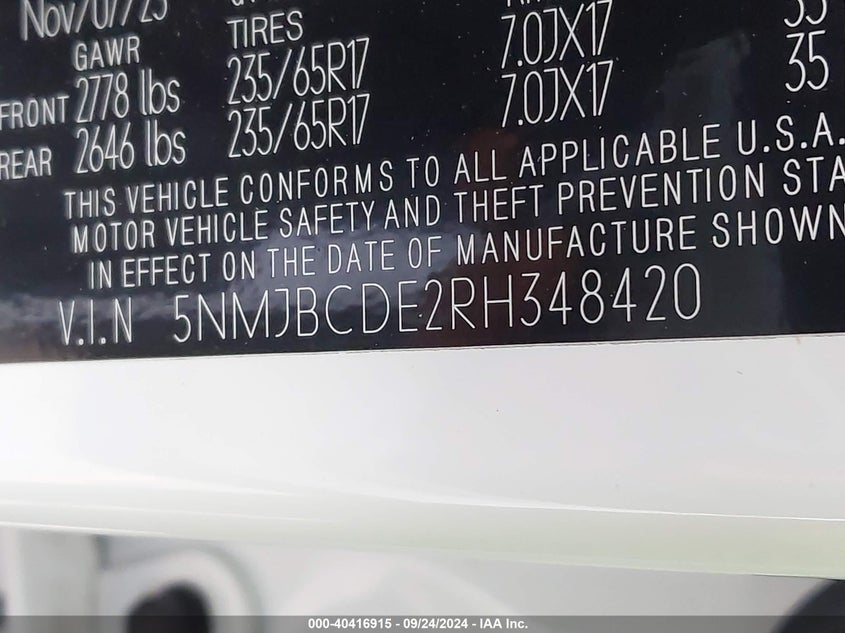 Nov/07/23
GAWR TIRES
FRONT 2778 lbs 235/65R17 7.0JX17 35
REAR 2646 lbs 235/65R17 7.0JX17 35
THIS VEHICLE CONFORMS TO ALL APPLICABLE U.S.A.
MOTOR VEHICLE SAFETY AND THEFT PREVENTION STA
IN EFFECT ON THE DATE OF MANUFACTURE SHOWN
V.I.N 5NMJBCDE2RH348420
000-40416915 - 09/24/2024 - IAA Inc.